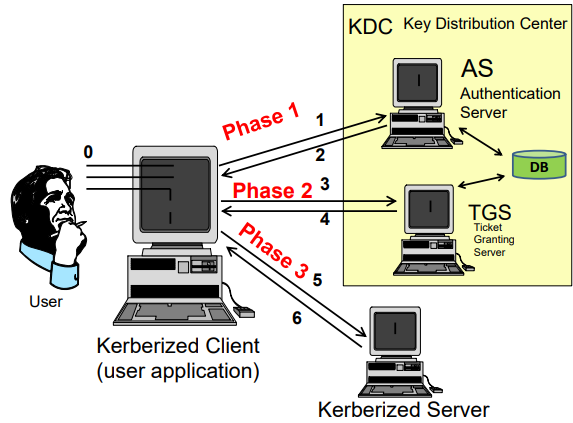 KDC Key Distribution Center
AS
Authentication
Server
Phase 1
1
2
0
DB
Phase 2
3
4
TGS
Ticket
Granting
Server
Phase 3
5
6
User
Kerberized Client
(user application)
Kerberized Server